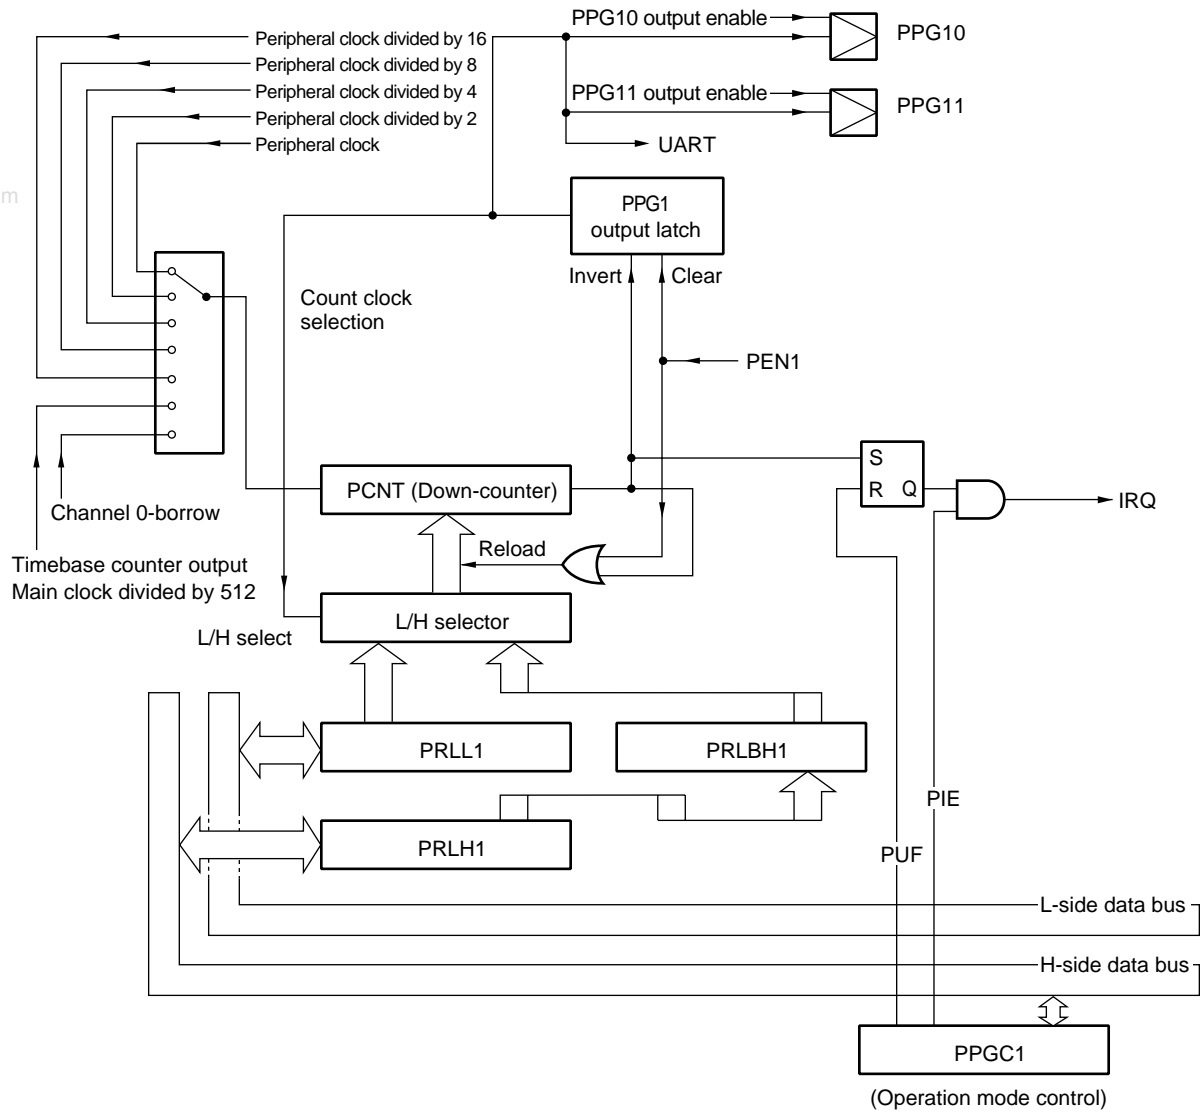 PPG10 output enable
PPG10
Peripheral clock divided by 16
Peripheral clock divided by 8
Peripheral clock divided by 4
Peripheral clock divided by 2
Peripheral clock
PPG11 output enable
PPG11
UART
m
PPG1
output latch
Invert
Clear
Count clock
selection
PEN1
S
R Q
IRQ
PCNT (Down-counter)
Channel 0-borrow
Reload
Timebase counter output
Main clock divided by 512
L/H selector
L/H select
PRLL1
PRLBH1
PIE
PRLH1
PUF
L-side data bus
H-side data bus
PPGC1
(Operation mode control)